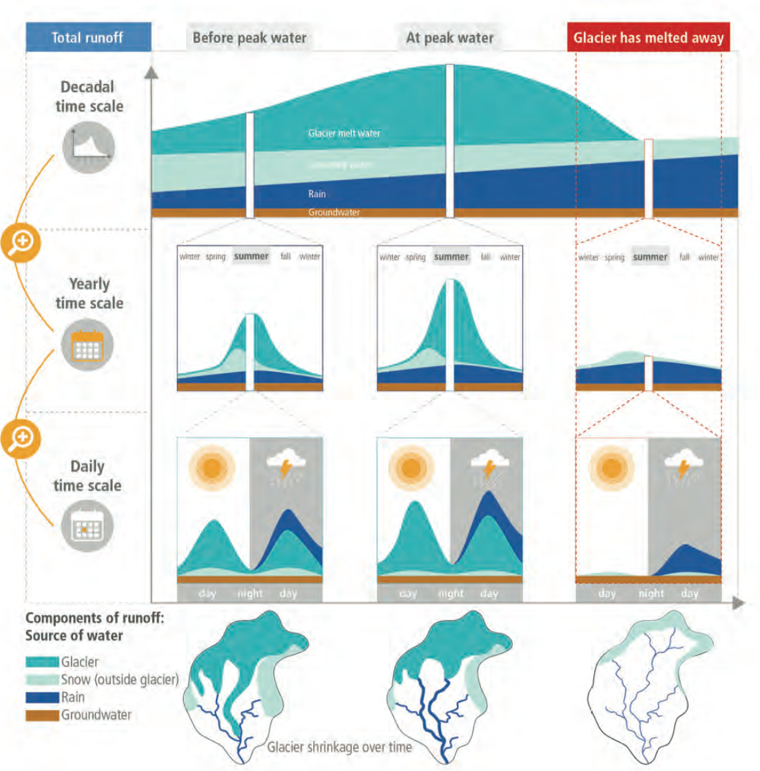 Total runoff
Before peak water
At peak water
Glacier has melted away
Decadal
time scale
Glacier melt water
Rain
Groundwater
Yearly
time scale
winter spring summer fall winter
winter spring summer fall winter
winter spring summer fall winter
Daily
time scale
day night day
day night day
day night day
Components of runoff:
Source of water
Glacier
Snow (outside glacier)
Rain
Groundwater
Glacier shrinkage over time